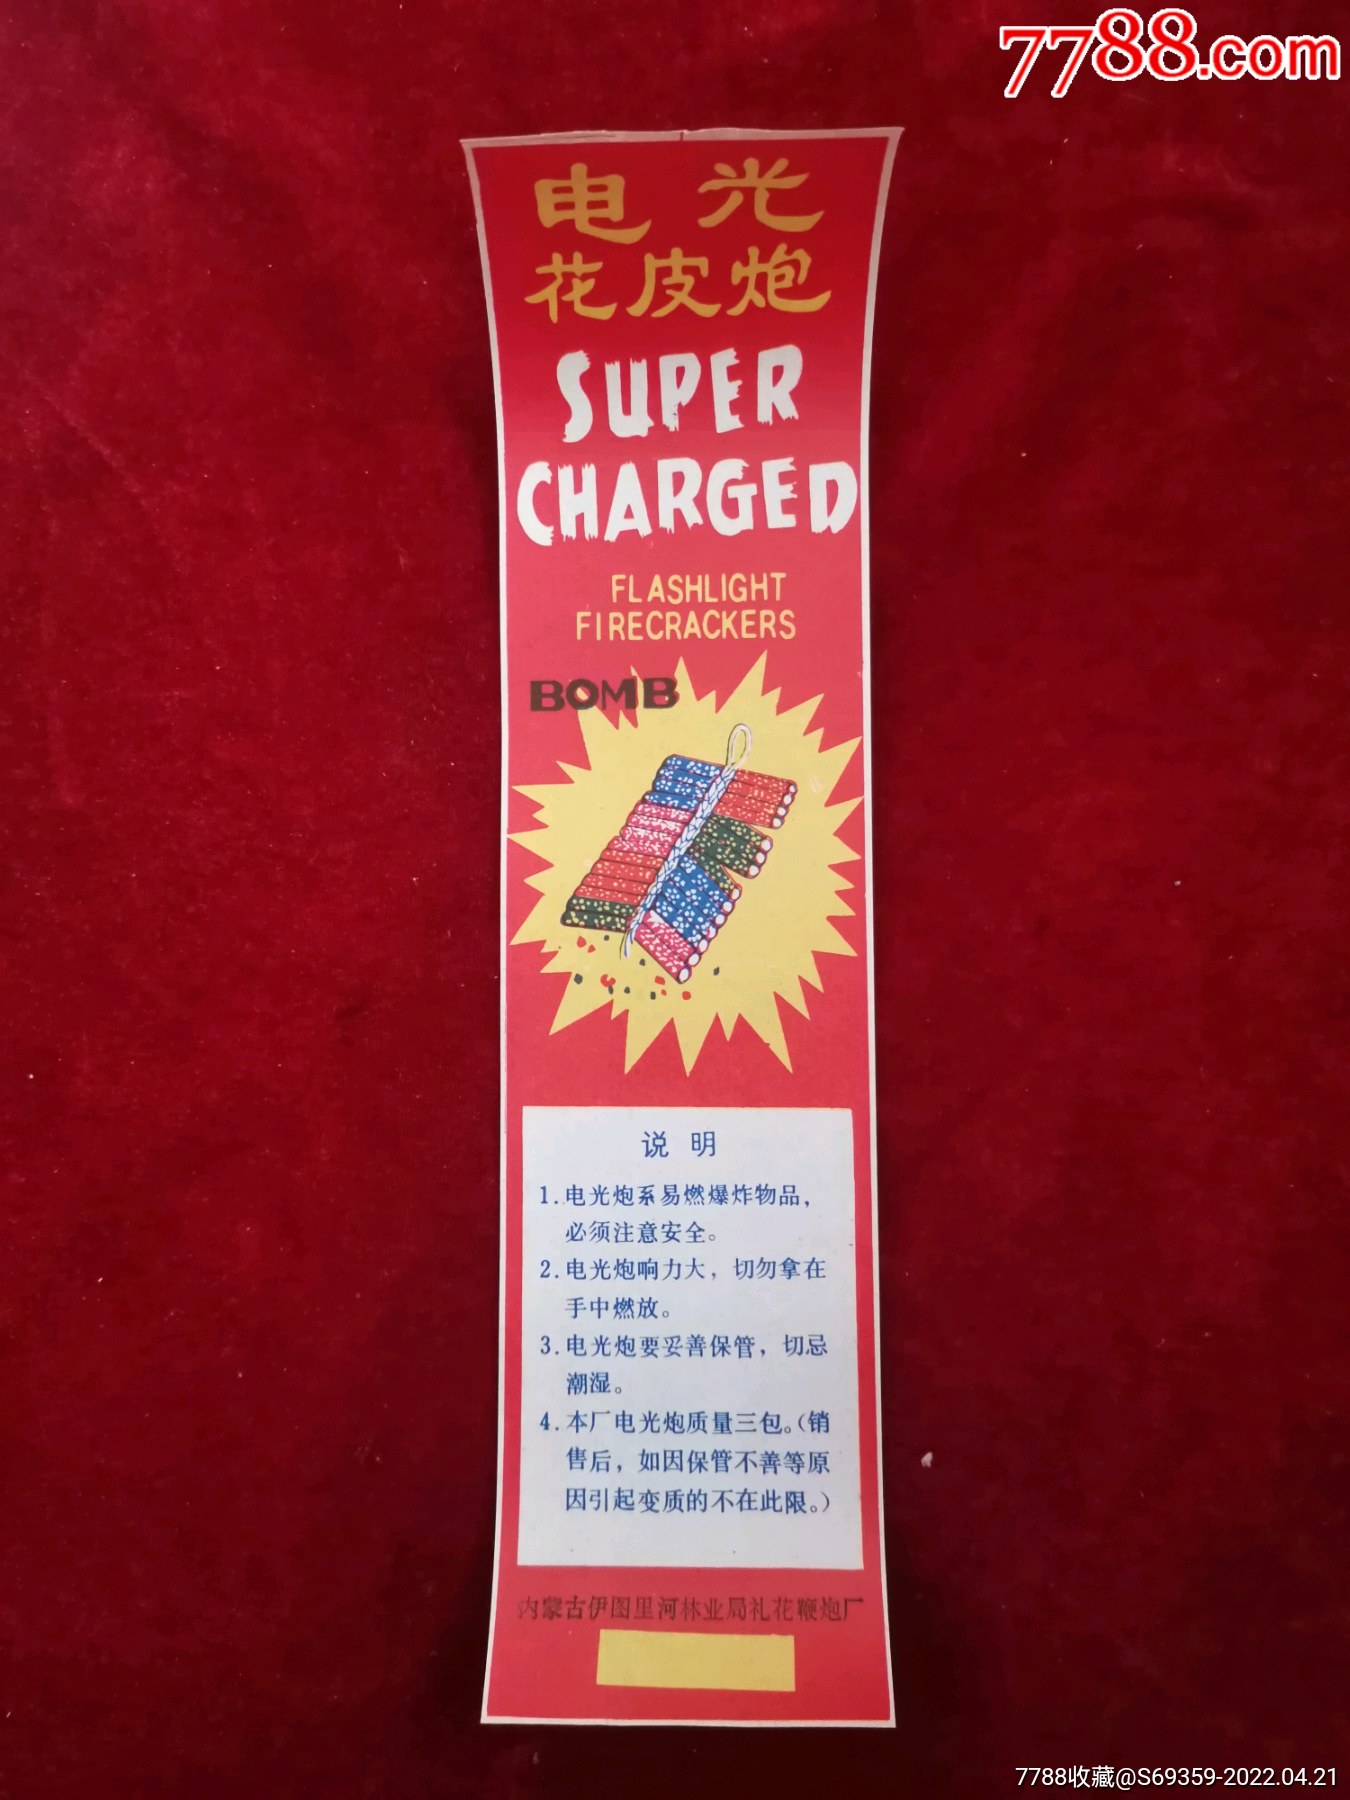 7788.com
电光
花皮炮
SUPER
CHARGED
FLASHLIGHT
FIRECRACKERS
BOMB
说明
1.电光炮系易燃爆炸物品，
必须注意安全。
2.电光炮响力大，切勿拿在
手中燃放。
3.电光炮要妥善保管，切忌
潮湿。
4.本厂电光炮质量三包。（销
售后，如因保管不善等原
因引起变质的不在此限。）
内蒙古伊图里河林业局礼花鞭炮厂
7788收藏@S69359-2022.04.21